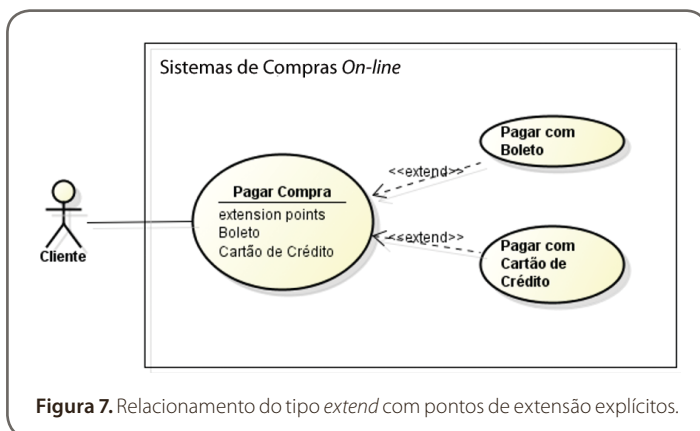 Sistemas de Compras On-line
Pagar com
Boleto
<<extend>>
Pagar Compra
extension points
Boleto
Cartão de Crédito
Cliente
<<extend>>
Pagar com
Cartão de
Crédito
Figura 7. Relacionamento do tipo extend com pontos de extensão explícitos.